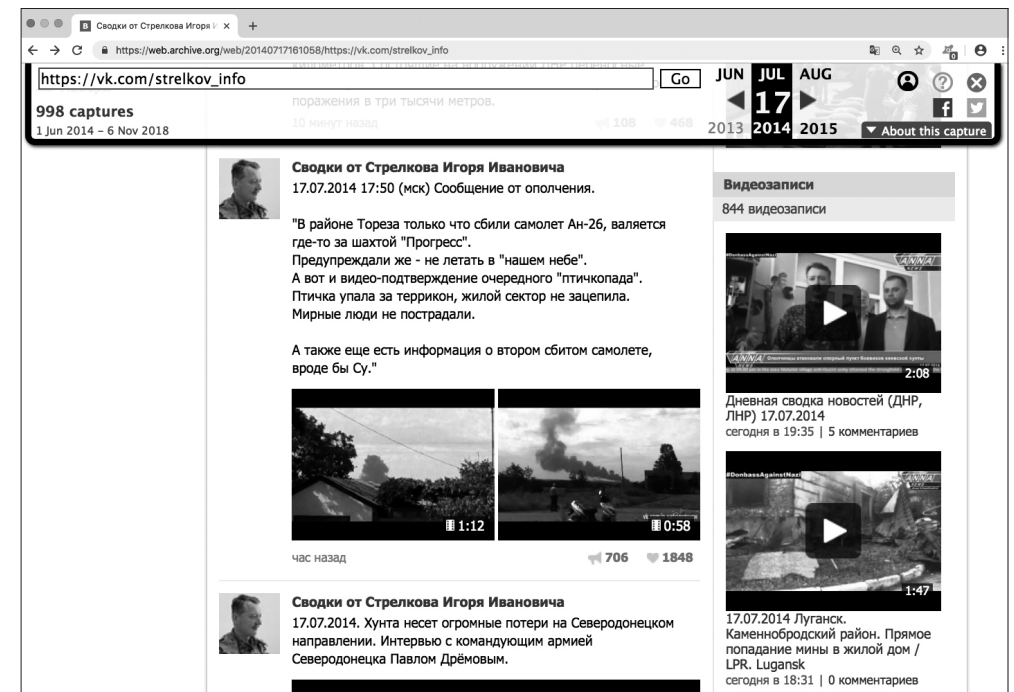 Сводки от Стрелкова Игоря И
https://web.archive.org/web/20140717161058/https://vk.com/strelkov_info
https://vk.com/strelkov_info
Go
998 captures
1 Jun 2014 – 6 Nov 2018
JUN JUL AUG
17
2013 2014 2015
About this capture
поражения в три тысячи метров.
10 минут назад
108 468
Сводки от Стрелкова Игоря Ивановича
17.07.2014 17:50 (мск) Сообщение от ополчения.
"В районе Тореза только что сбили самолет Ан-26, валяется
где-то за шахтой "Прогресс".
Предупреждали же - не летать в "нашем небе".
А вот и видео-подтверждение очередного "птичкопада".
Птичка упала за террикон, жилой сектор не зацепила.
Мирные люди не пострадали.
А также еще есть информация о втором сбитом самолете,
вроде бы Су."
1:12
0:58
час назад
706 1848
Сводки от Стрелкова Игоря Ивановича
17.07.2014. Хунта несет огромные потери на Северодонецком
направлении. Интервью с командующим армией
Северодонецка Павлом Дрёмовым.
Видеозаписи
844 видеозаписи
#DonbassAgainstNazi
ANNA
NEWS
ANNA
NEWS
2:08
Дневная сводка новостей (ДНР,
ЛНР) 17.07.2014
сегодня в 19:35 | 5 комментариев
#DonbassAgainstNazi
ANNA
NEWS
1:47
17.07.2014 Луганск.
Каменнобродский район. Прямое
попадание мины в жилой дом /
LPR. Lugansk
сегодня в 18:31 | 0 комментариев